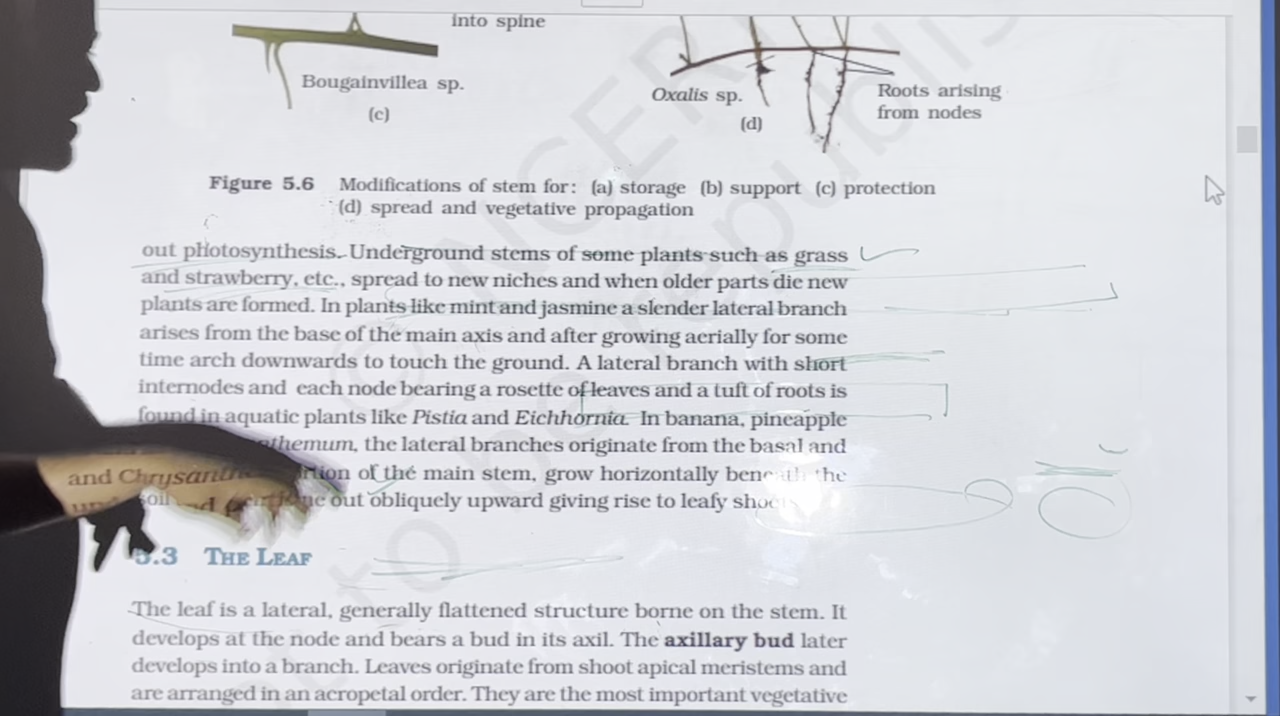 into spine
Bougainvillea sp.
(c)
Oxalis sp.
(d)
Roots arising
from nodes
Figure 5.6 Modifications of stem for: (a) storage (b) support (c) protection
(d) spread and vegetative propagation
out photosynthesis. Underground stems of some plants such as grass
and strawberry, etc., spread to new niches and when older parts die new
plants are formed. In plants like mint and jasmine a slender lateral branch
arises from the base of the main axis and after growing aerially for some
time arch downwards to touch the ground. A lateral branch with short
internodes and each node bearing a rosette of leaves and a tuft of roots is
found in aquatic plants like Pistia and Eichhornia. In banana, pineapple
and Chrysanthemum, the lateral branches originate from the basal and
of the main stem, grow horizontally beneath the
soil and out obliquely upward giving rise to leafy
5.3 THE LEAF
The leaf is a lateral, generally flattened structure borne on the stem. It
develops at the node and bears a bud in its axil. The axillary bud later
develops into a branch. Leaves originate from shoot apical meristems and
are arranged in an acropetal order. They are the most important vegetative